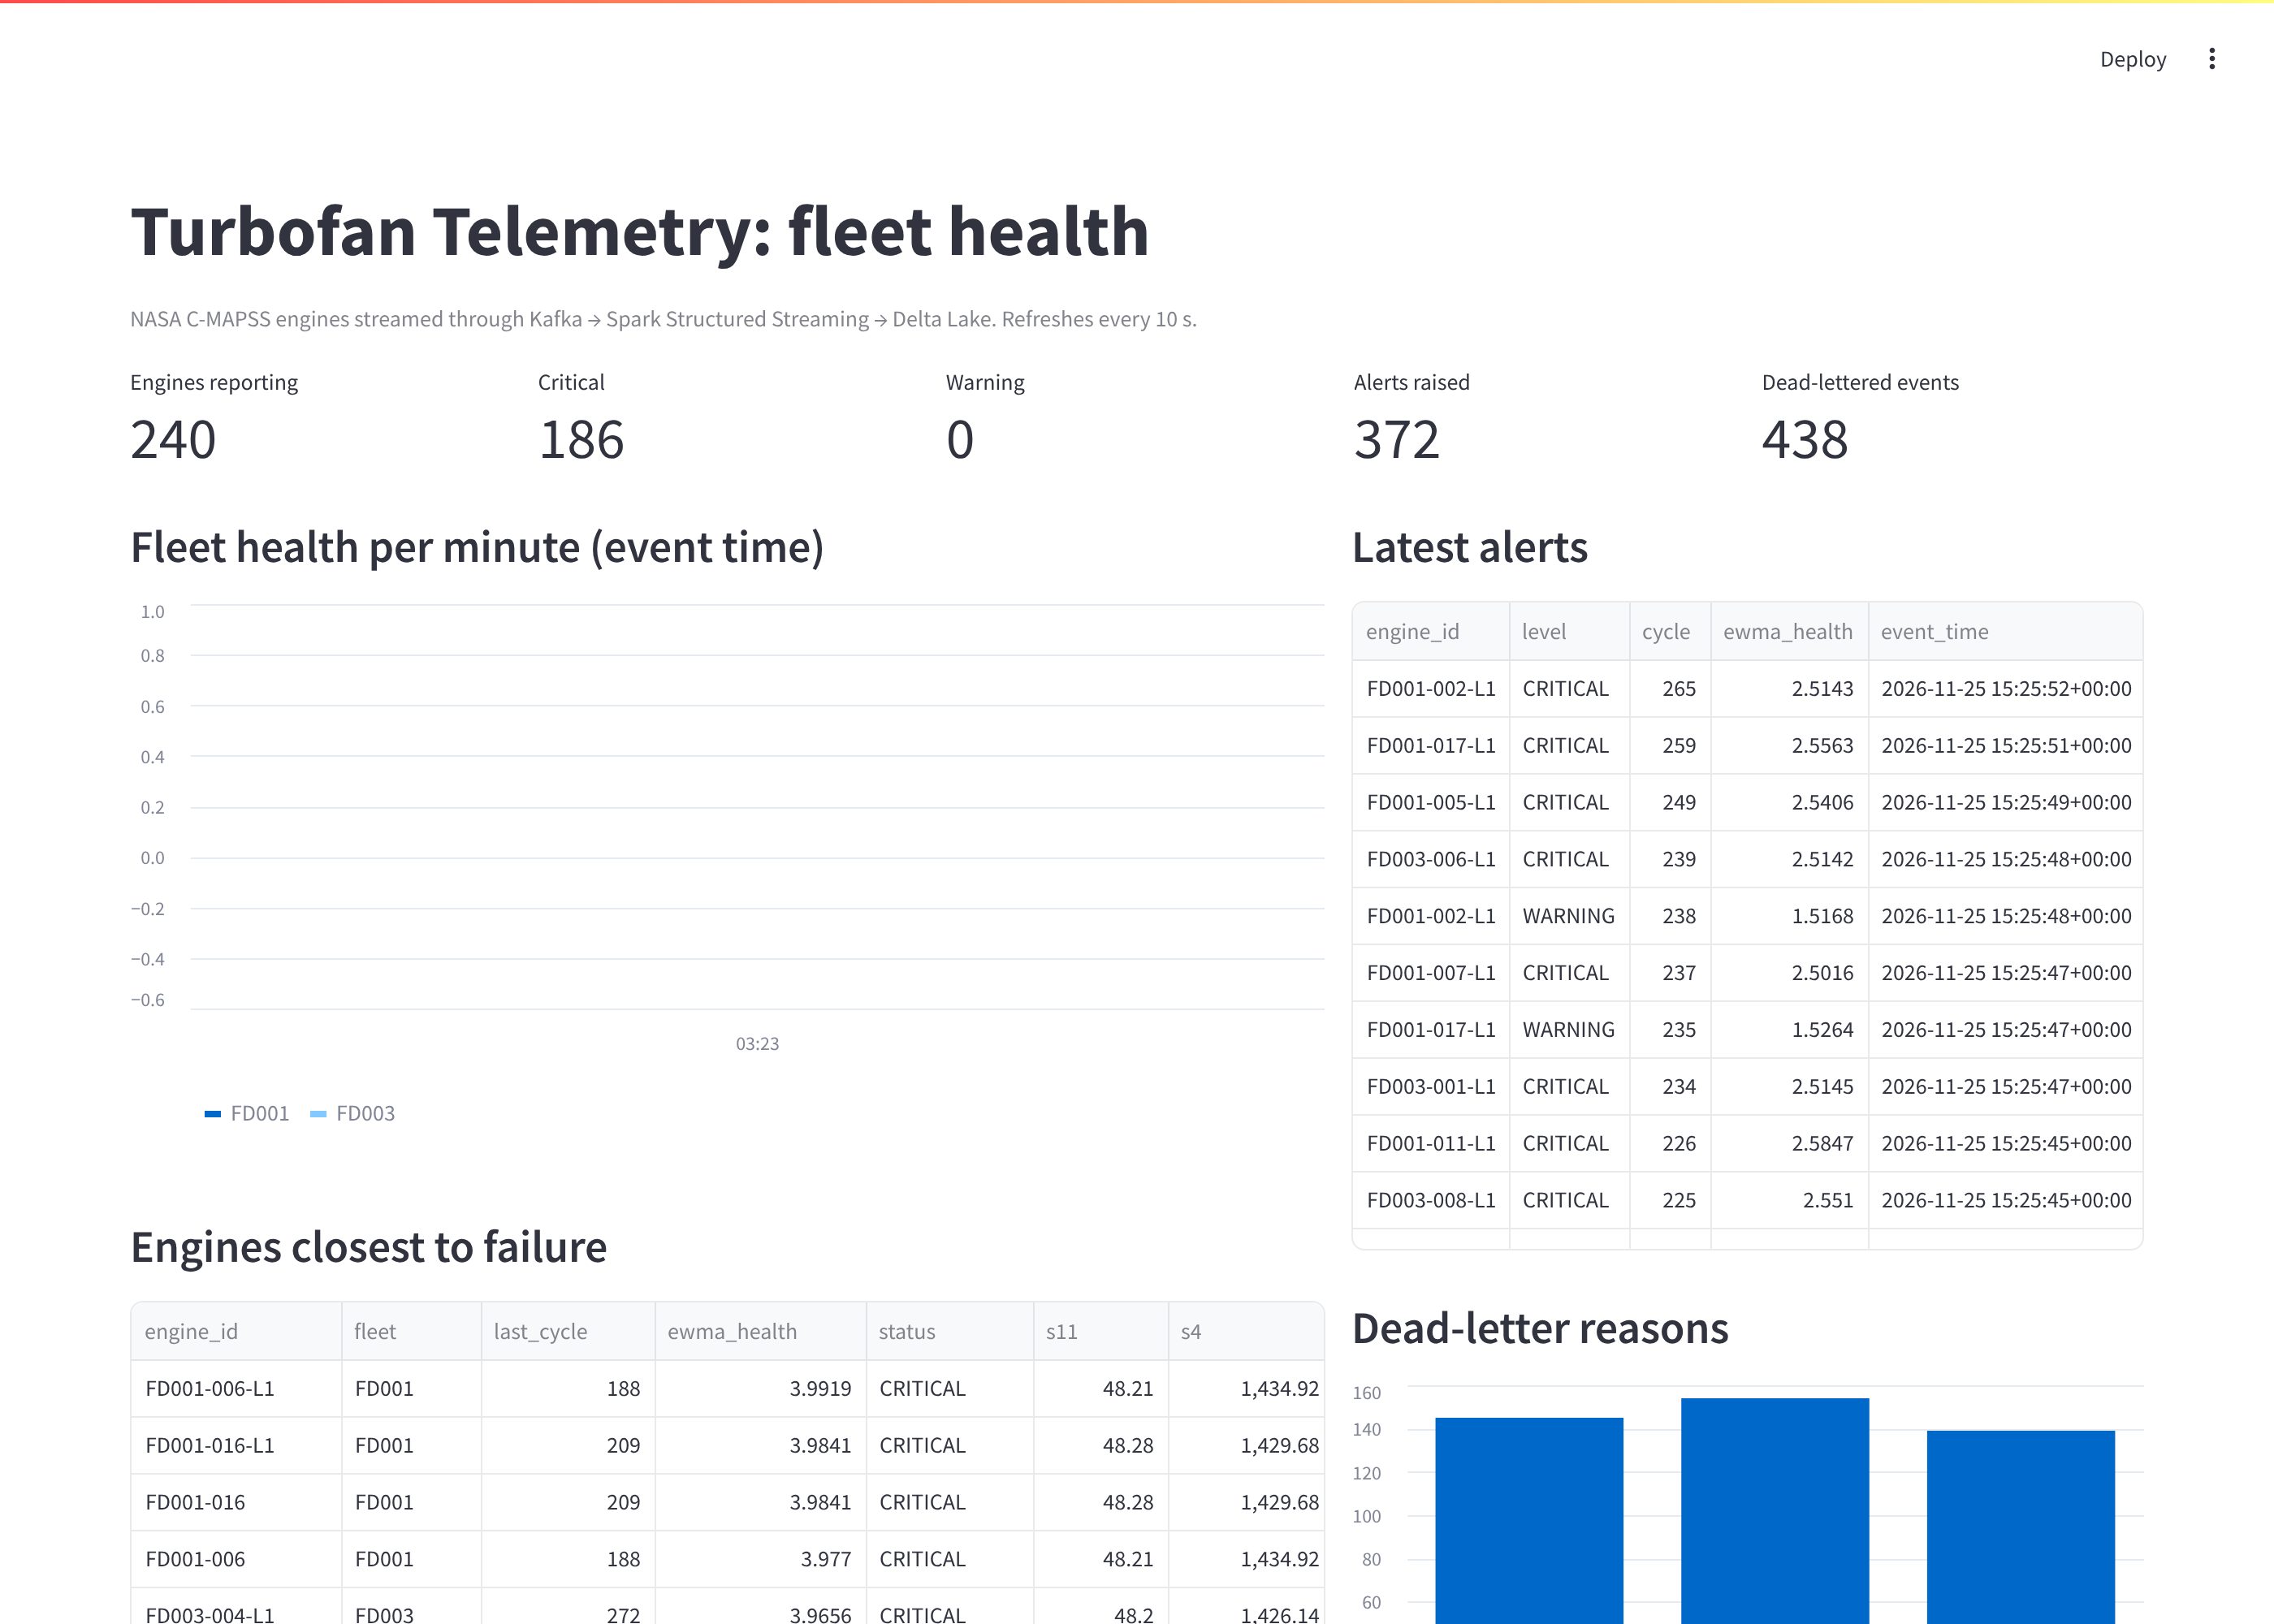 Deploy
Turbofan Telemetry: fleet health
NASA C-MAPSS engines streamed through Kafka → Spark Structured Streaming → Delta Lake. Refreshes every 10 s.
Engines reporting Critical Warning Alerts raised Dead-lettered events
240 186 0 372 438
Fleet health per minute (event time)
1.0
0.8
0.6
0.4
0.2
0.0
−0.2
−0.4
−0.6
03:23
FD001 FD003
Latest alerts
engine_id level cycle ewma_health event_time
FD001-002-L1 CRITICAL 265 2.5143 2026-11-25 15:25:52+00:00
FD001-017-L1 CRITICAL 259 2.5563 2026-11-25 15:25:51+00:00
FD001-005-L1 CRITICAL 249 2.5406 2026-11-25 15:25:49+00:00
FD003-006-L1 CRITICAL 239 2.5142 2026-11-25 15:25:48+00:00
FD001-002-L1 WARNING 238 1.5168 2026-11-25 15:25:48+00:00
FD001-007-L1 CRITICAL 237 2.5016 2026-11-25 15:25:47+00:00
FD001-017-L1 WARNING 235 1.5264 2026-11-25 15:25:47+00:00
FD003-001-L1 CRITICAL 234 2.5145 2026-11-25 15:25:47+00:00
FD001-011-L1 CRITICAL 226 2.5847 2026-11-25 15:25:45+00:00
FD003-008-L1 CRITICAL 225 2.551 2026-11-25 15:25:45+00:00
Engines closest to failure
engine_id fleet last_cycle ewma_health status s11 s4
FD001-006-L1 FD001 188 3.9919 CRITICAL 48.21 1,434.92
FD001-016-L1 FD001 209 3.9841 CRITICAL 48.28 1,429.68
FD001-016 FD001 209 3.9841 CRITICAL 48.28 1,429.68
FD001-006 FD001 188 3.977 CRITICAL 48.21 1,434.92
FD003-004-L1 FD003 272 3.9656 CRITICAL 48.2 1,426.14
Dead-letter reasons
160
140
120
100
80
60